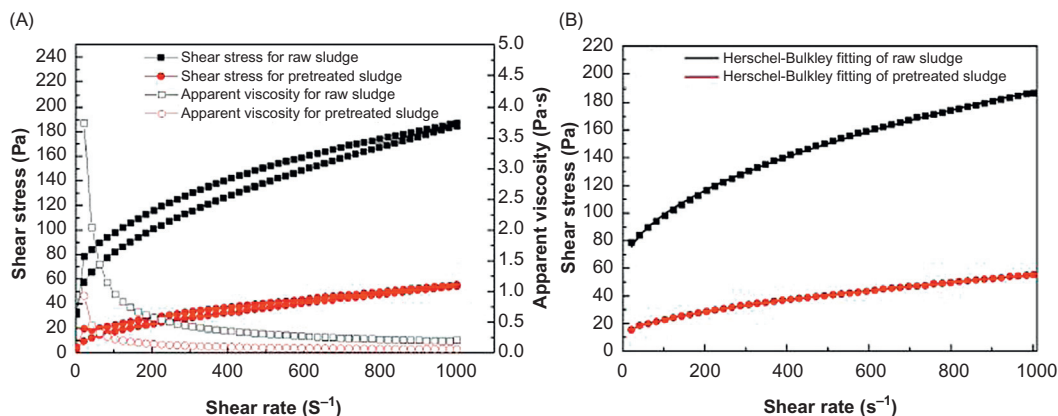 (A)
240
220
200
180
160
140
120
100
80
60
40
20
0
Shear stress (Pa)
Shear stress for raw sludge
Shear stress for pretreated sludge
Apparent viscosity for raw sludge
Apparent viscosity for pretreated sludge
5.0
4.5
4.0
3.5
3.0
2.5
2.0
1.5
1.0
0.5
0.0
Apparent viscosity (Pa·s)
0 200 400 600 800 1000
Shear rate (S⁻¹)
(B)
220
200
180
160
140
120
100
80
60
40
20
0
Shear stress (Pa)
Herschel-Bulkley fitting of raw sludge
Herschel-Bulkley fitting of pretreated sludge
0 200 400 600 800 1000
Shear rate (s⁻¹)